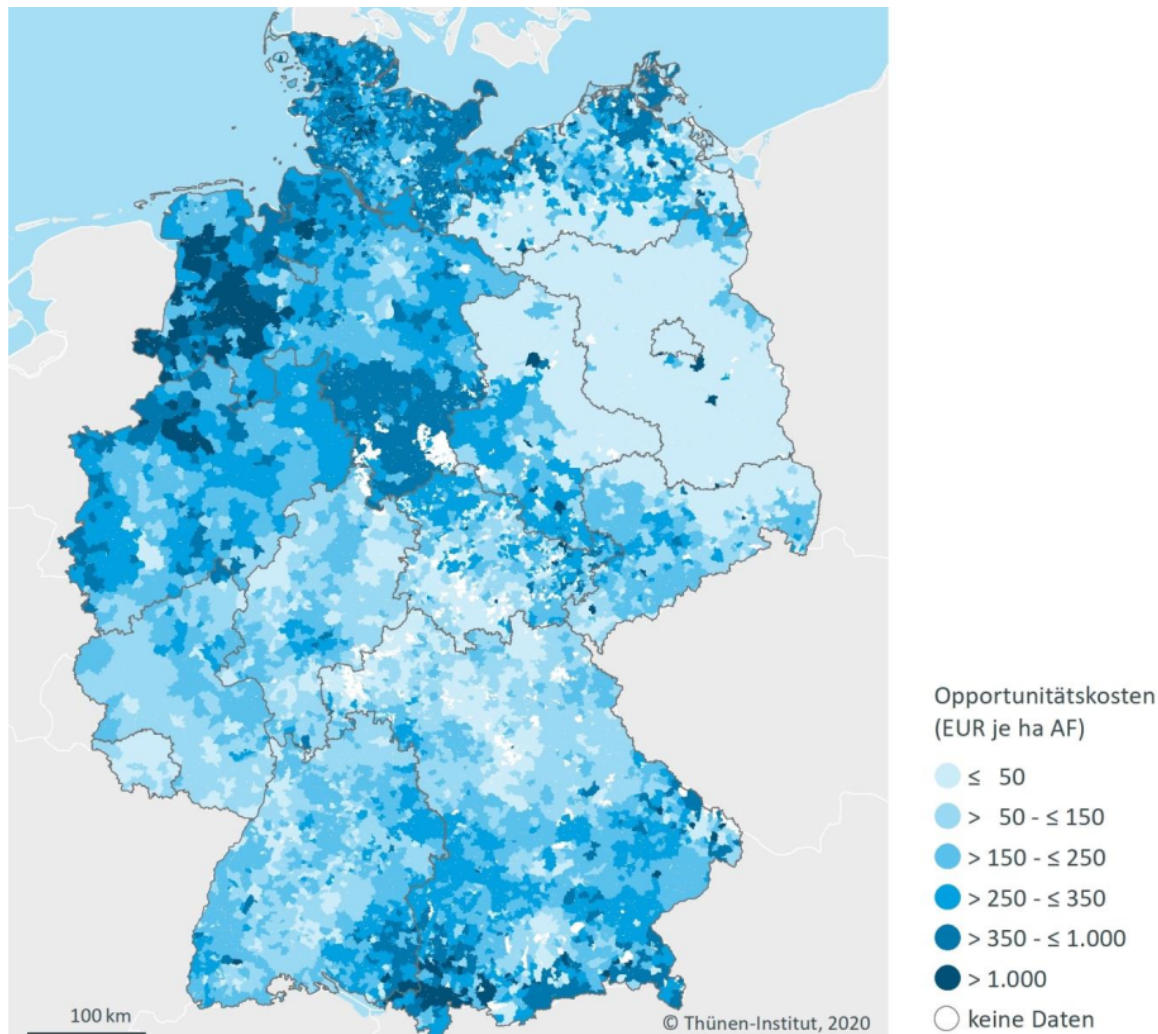 100 km
© Thünen-Institut, 2020
Opportunitätskosten
(EUR je ha AF)
≤ 50
> 50 - ≤ 150
> 150 - ≤ 250
> 250 - ≤ 350
> 350 - ≤ 1.000
> 1.000
keine Daten